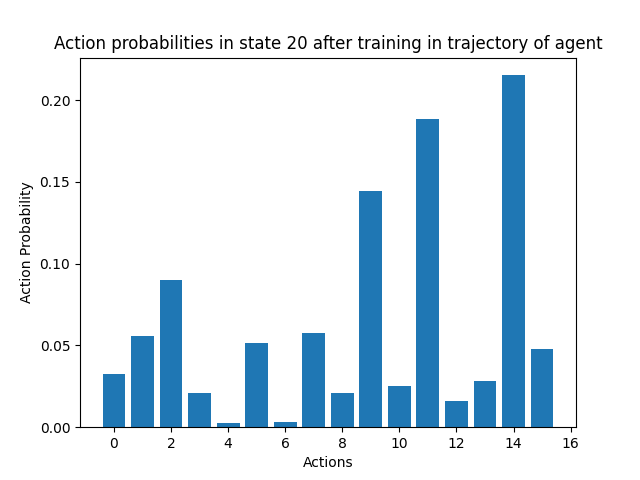 Action probabilities in state 20 after training in trajectory of agent
0.20
0.15
0.10
0.05
0.00
Action Probability
0 2 4 6 8 10 12 14 16
Actions